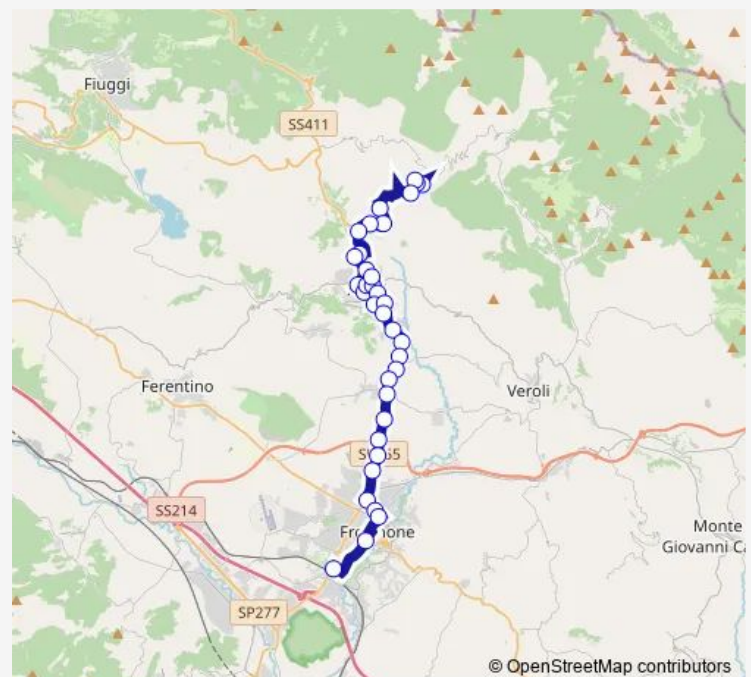 Fiuggi
SS411
Ferentino
Veroli
SS214
Monte
Giovanni Ca
SP277
© OpenStreetMap contributors